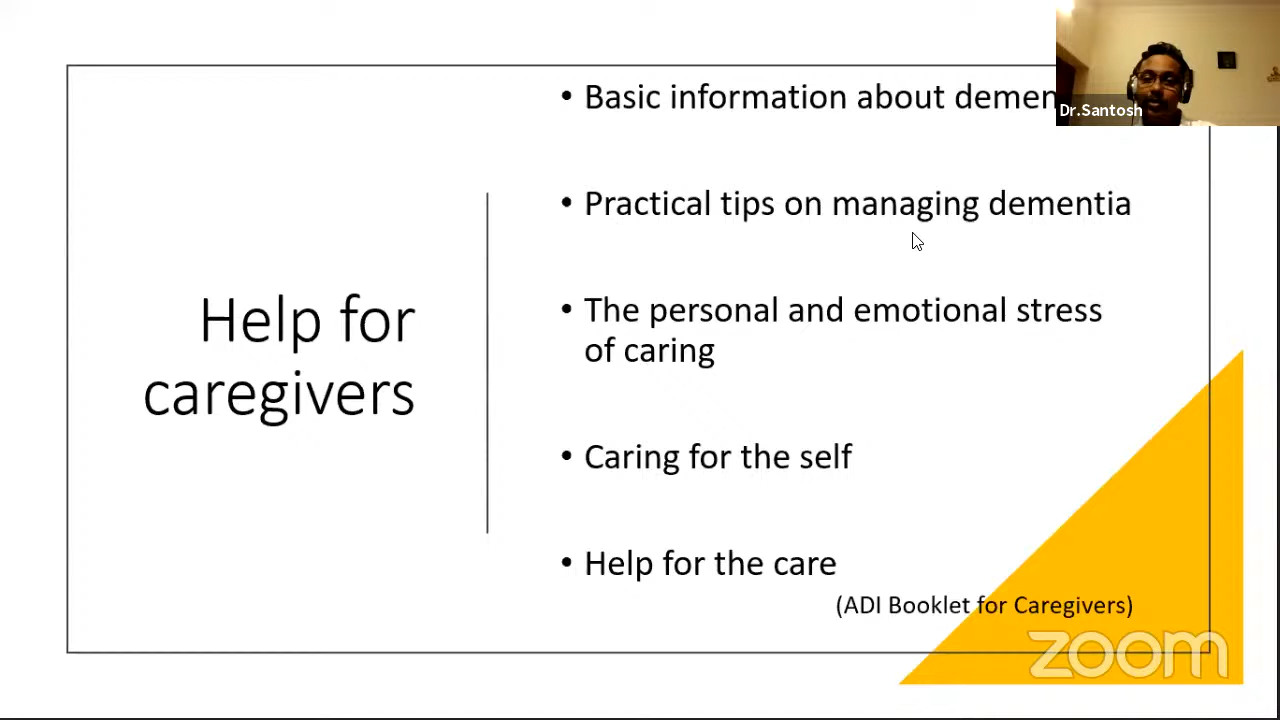 Help for
caregivers
• Basic information about
• Practical tips on managing dementia
• The personal and emotional stress
of caring
• Caring for the self
• Help for the care
(ADI Booklet for Caregivers)
Dr.Santosh
zoom